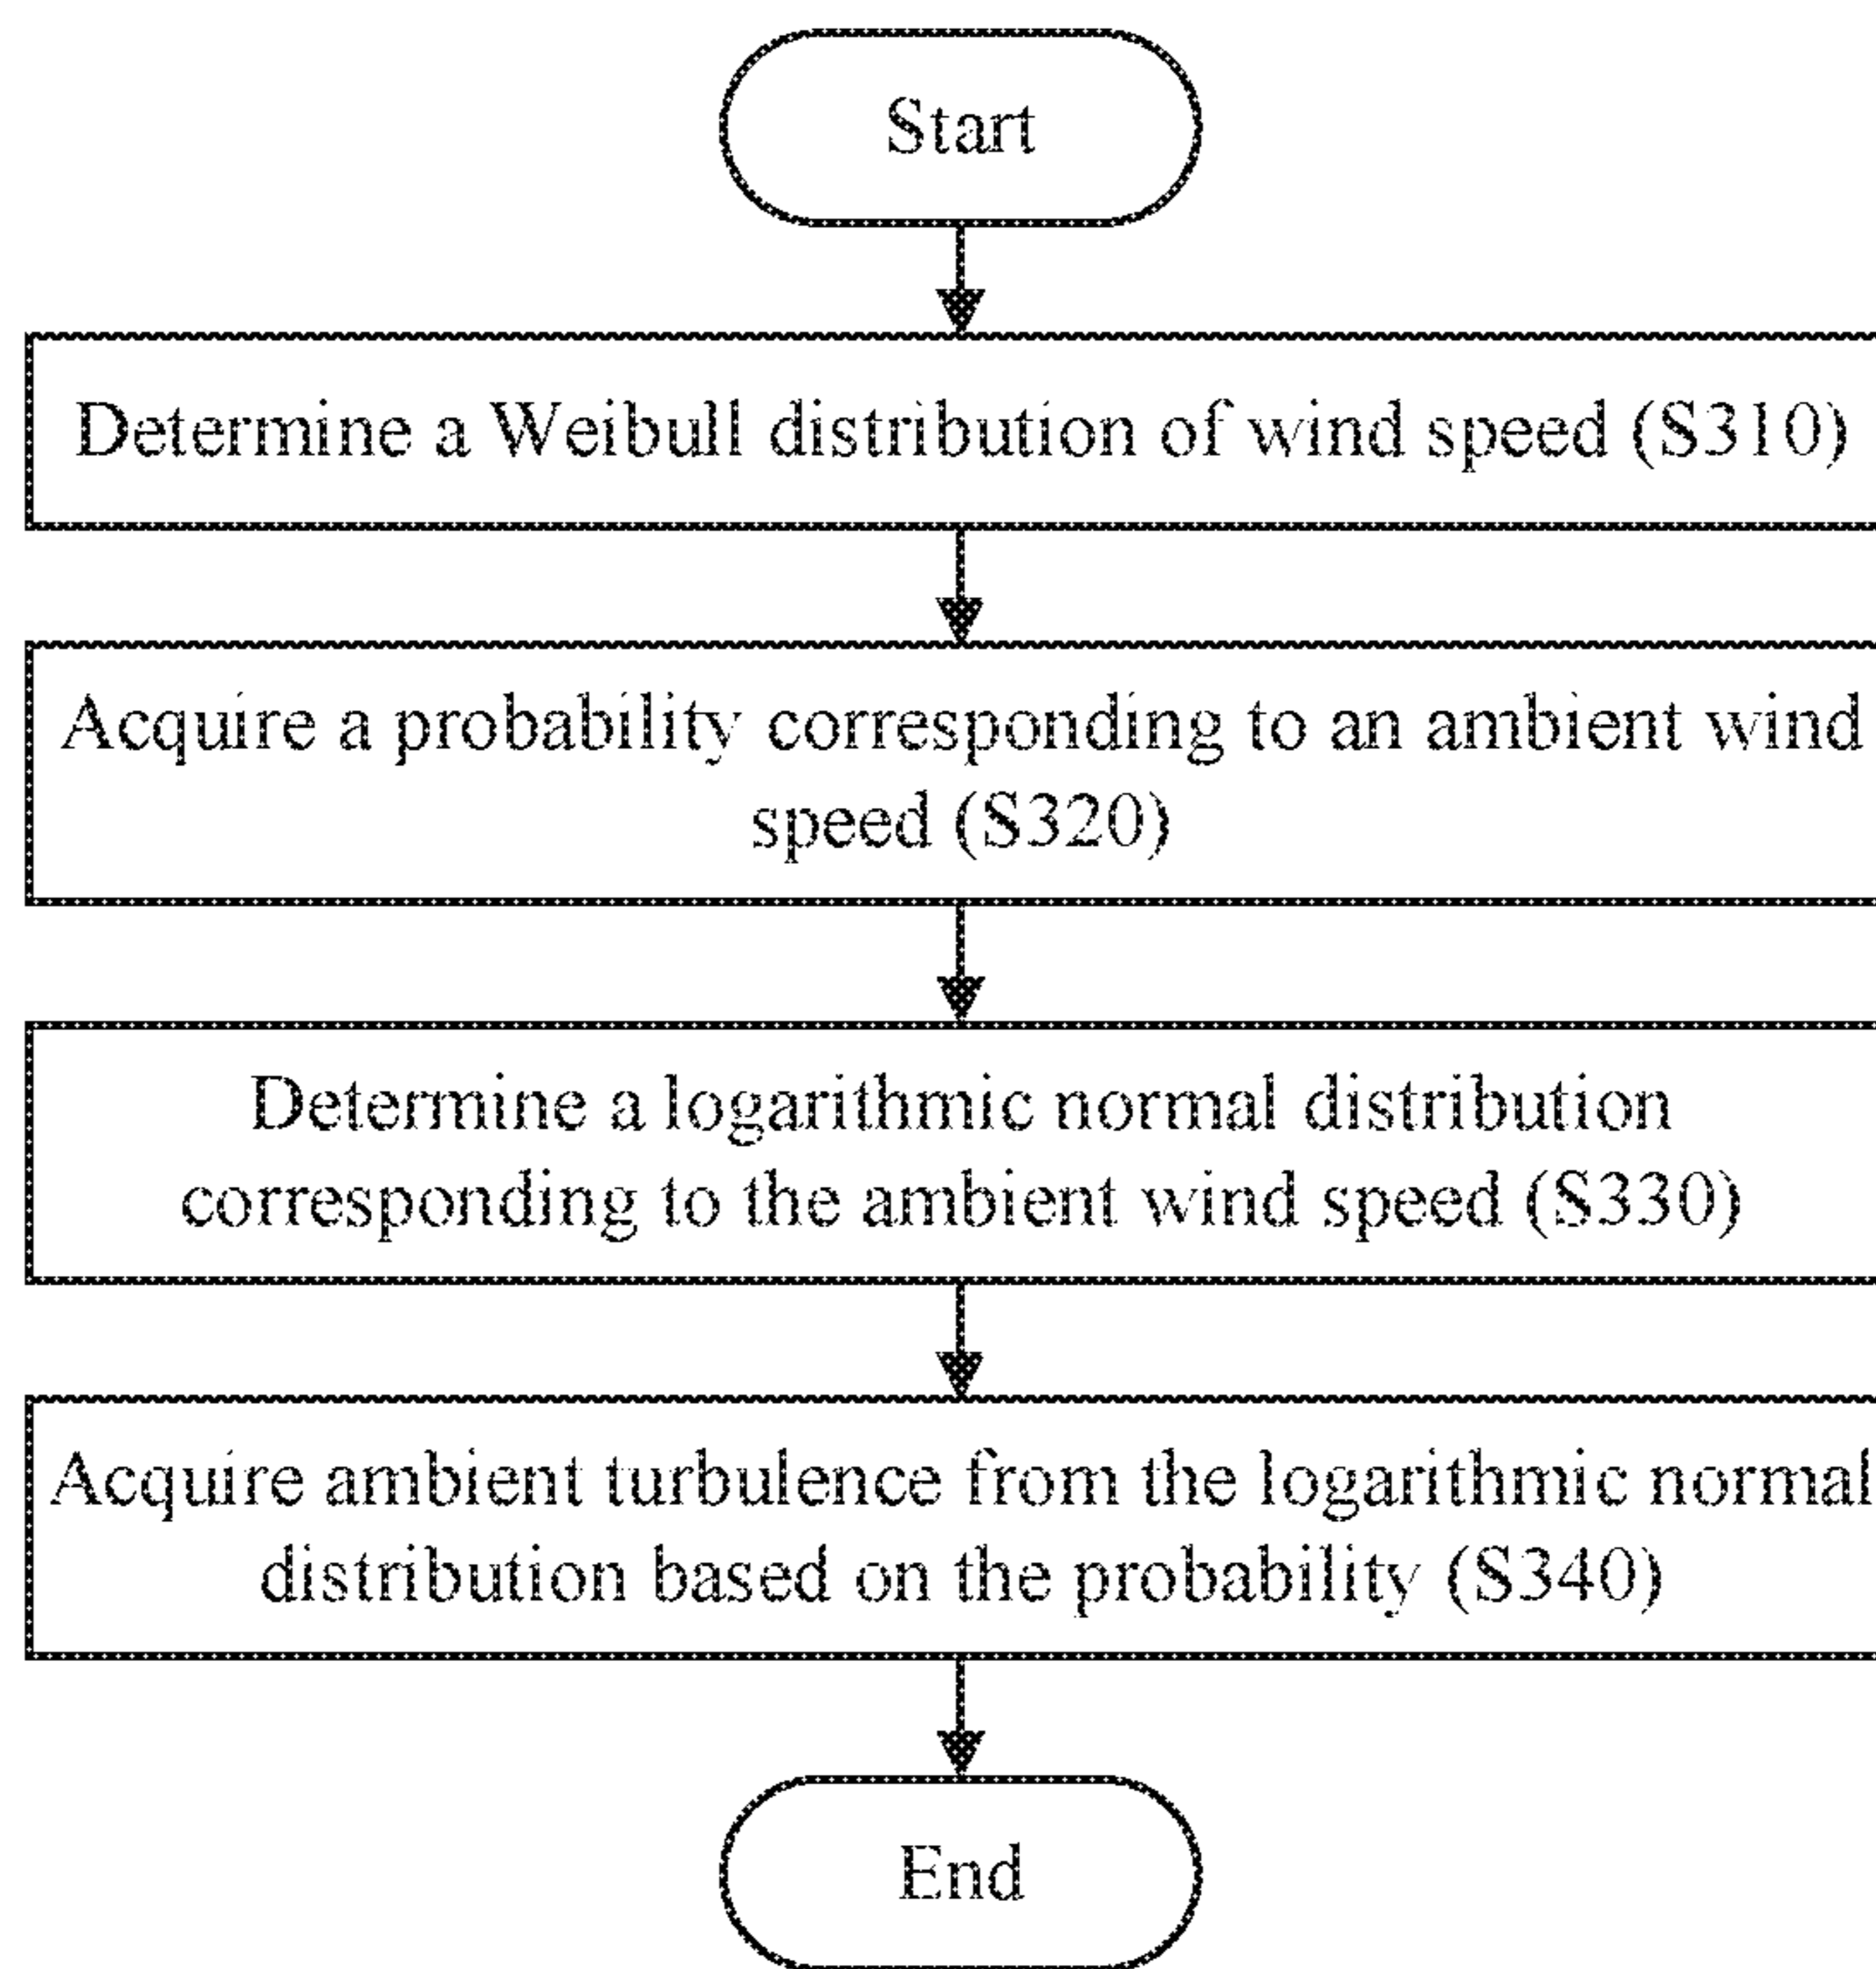 Start
Determine a Weibull distribution of wind speed (S310)
Acquire a probability corresponding to an ambient wind
speed (S320)
Determine a logarithmic normal distribution
corresponding to the ambient wind speed (S330)
Acquire ambient turbulence from the logarithmic normal
distribution based on the probability (S340)
End